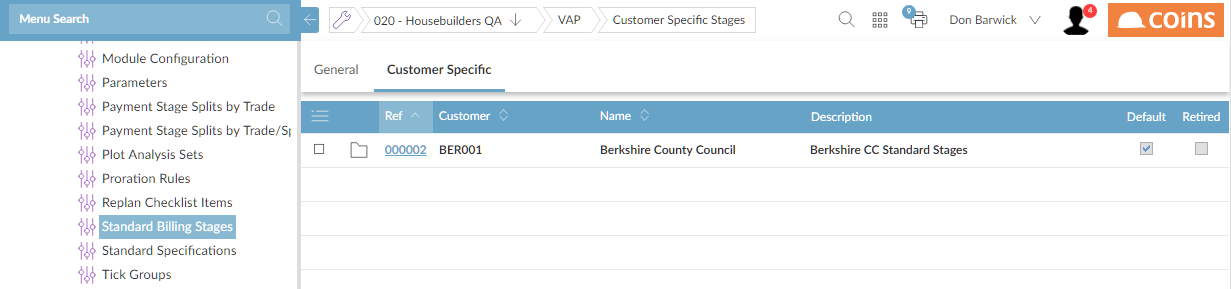 Menu Search
020 - Housebuilders QA
VAP
Customer Specific Stages
9
Don Barwick
4
coins
Module Configuration
Parameters
Payment Stage Splits by Trade
Payment Stage Splits by Trade/Sp
Plot Analysis Sets
Proration Rules
Replan Checklist Items
Standard Billing Stages
Standard Specifications
Tick Groups
General
Customer Specific
Ref Customer Name Description Default Retired
000002 BER001 Berkshire County Council Berkshire CC Standard Stages